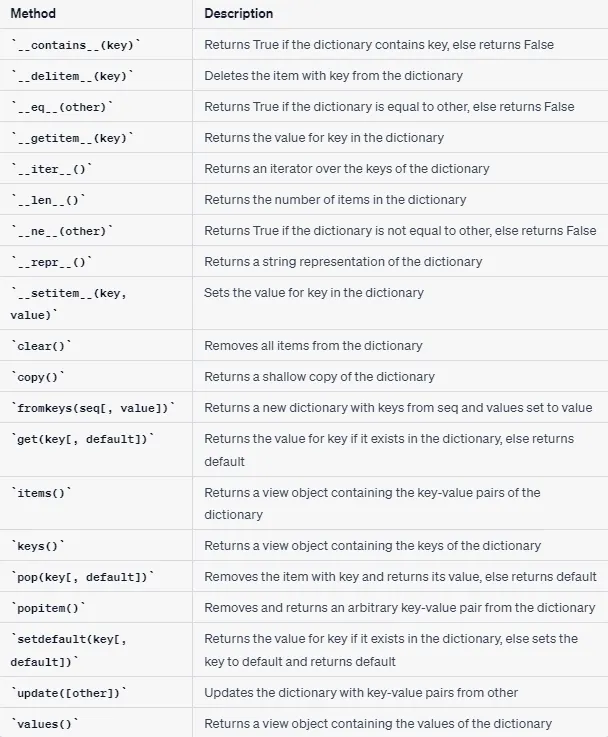 Method Description
`__contains__(key)` Returns True if the dictionary contains key, else returns False
`__delitem__(key)` Deletes the item with key from the dictionary
`__eq__(other)` Returns True if the dictionary is equal to other, else returns False
`__getitem__(key)` Returns the value for key in the dictionary
`__iter__()` Returns an iterator over the keys of the dictionary
`__len__()` Returns the number of items in the dictionary
`__ne__(other)` Returns True if the dictionary is not equal to other, else returns False
`__repr__()` Returns a string representation of the dictionary
`__setitem__(key, Sets the value for key in the dictionary
value)`
`clear()` Removes all items from the dictionary
`copy()` Returns a shallow copy of the dictionary
`fromkeys(seq[, value])` Returns a new dictionary with keys from seq and values set to value
`get(key[, default])` Returns the value for key if it exists in the dictionary, else returns
default
`items()` Returns a view object containing the key-value pairs of the
dictionary
`keys()` Returns a view object containing the keys of the dictionary
`pop(key[, default])` Removes the item with key and returns its value, else returns default
`popitem()` Removes and returns an arbitrary key-value pair from the dictionary
`setdefault(key[, Returns the value for key if it exists in the dictionary, else sets the
default])` key to default and returns default
`update([other])` Updates the dictionary with key-value pairs from other
`values()` Returns a view object containing the values of the dictionary